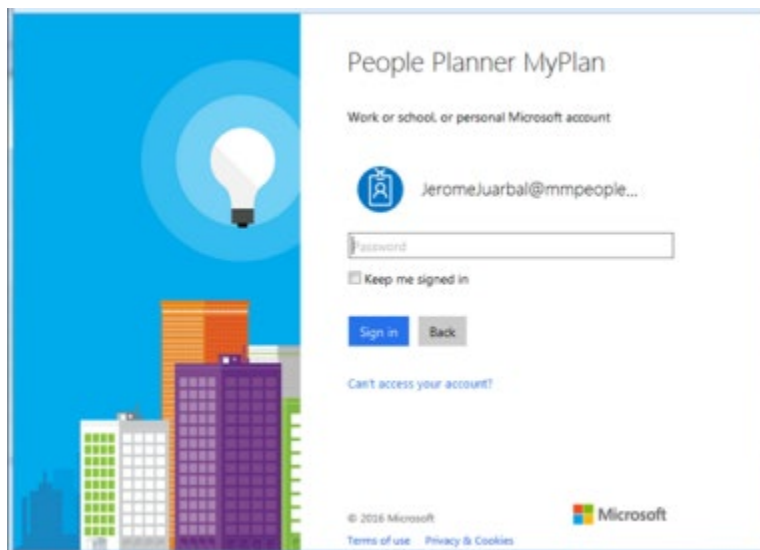 People Planner MyPlan
Work or school, or personal Microsoft account
JeromeJuarbal@mmpeople...
Password
Keep me signed in
Sign in Back
Can't access your account?
© 2016 Microsoft
Microsoft
Terms of use Privacy & Cookies